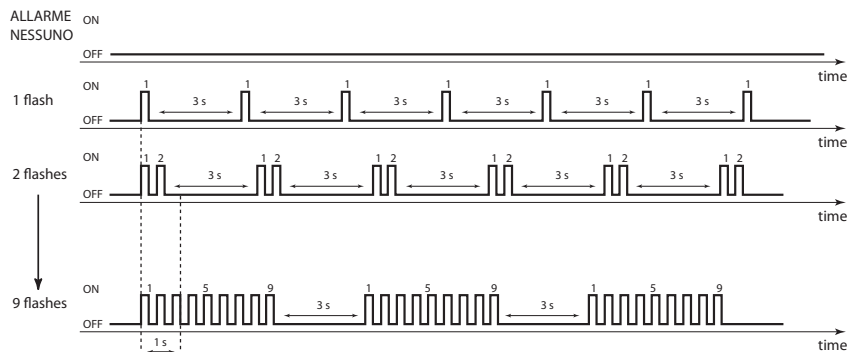 ALLARME
NESSUNO
ON
OFF
time
1 flash
ON
OFF
1 1 1 1 1 1 1
3 s 3 s 3 s 3 s 3 s 3 s
time
2 flashes
ON
OFF
1 2 1 2 1 2 1 2 1 2 1 2
3 s 3 s 3 s 3 s 3 s
time
9 flashes
ON
OFF
1 5 9 1 5 9 1 5 9
3 s 3 s
time
1 s